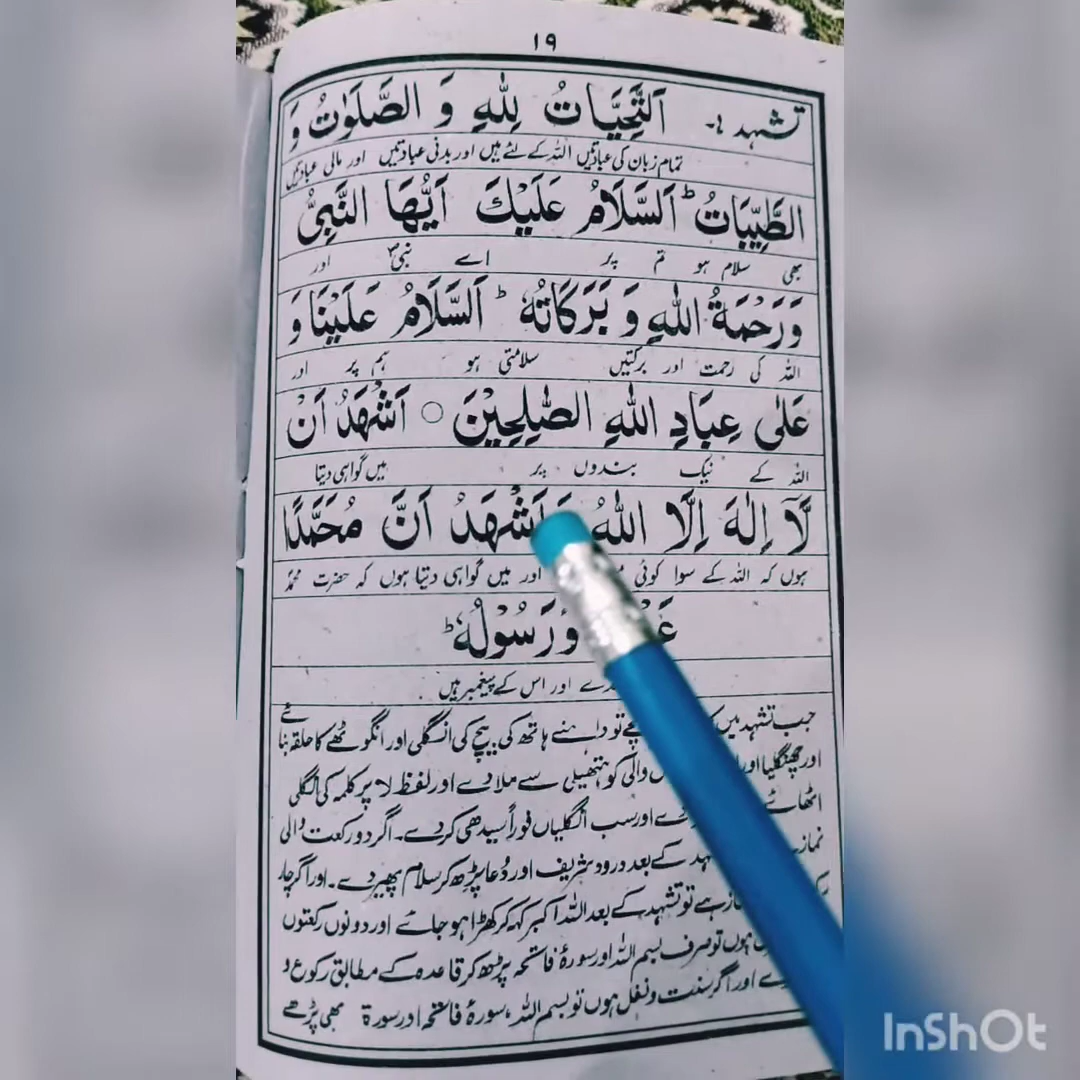 ۱۹
تشہد:۔ اَلتَّحِیَّاتُ لِلّٰهِ وَ الصَّلَوٰتُ وَ
تمام زبان کی عبادتیں اللہ کے لئے ہیں اور بدنی عبادتیں اور مالی عبادتیں
الطَّیِّبَاتُ ؕ اَلسَّلَامُ عَلَیْكَ اَیُّهَا النَّبِیُّ
بھی سلام ہو تم پر اے نبیؐ اور
وَرَحْمَةُ اللّٰهِ وَ بَرَکَاتُهٗ ؕ اَلسَّلَامُ عَلَیْنَا وَ
اللہ کی رحمت اور برکتیں سلامتی ہو ہم پر اور
عَلٰی عِبَادِ اللّٰهِ الصّٰلِحِیْنَ ○ اَشْهَدُ اَنْ
اللہ کے نیک بندوں پر میں گواہی دیتا
لَّآ اِلٰهَ اِلَّا اللّٰهُ اَشْهَدُ اَنَّ مُحَمَّدًا
ہوں کہ اللہ کے سوا کوئی اور میں گواہی دیتا ہوں کہ حضرت محمدؐ
وَرَسُوْلُهٗ ؕ
اور اس کے پیغمبر ہیں
جب تشہد میں تو داہنے ہاتھ کی بیچ کی انگلی اور انگوٹھے کا حلقہ بنائے
اور چھنگلیا والی کو ہتھیلی سے ملا دے اور لفظ لا پر کلمہ کی انگلی
اٹھائے اور سب انگلیاں فوراً سیدھی کر دے۔ اگر دو رکعت والی
کے بعد درود شریف اور دُعا پڑھ کر سلام پھیر دے۔ اور اگر چار
ہے تو تشہد کے بعد اللہ اکبر کہہ کر کھڑا ہو جائے اور دونوں رکعتوں
ہوں تو صرف بسم اللہ اور سورۂ فاتحہ پڑھ کر قاعدہ کے مطابق رکوع و
اور اگر سنت و نفل ہوں تو بسم اللہ، سورۂ فاتحہ اور سورۃ بھی پڑھے
InShOt